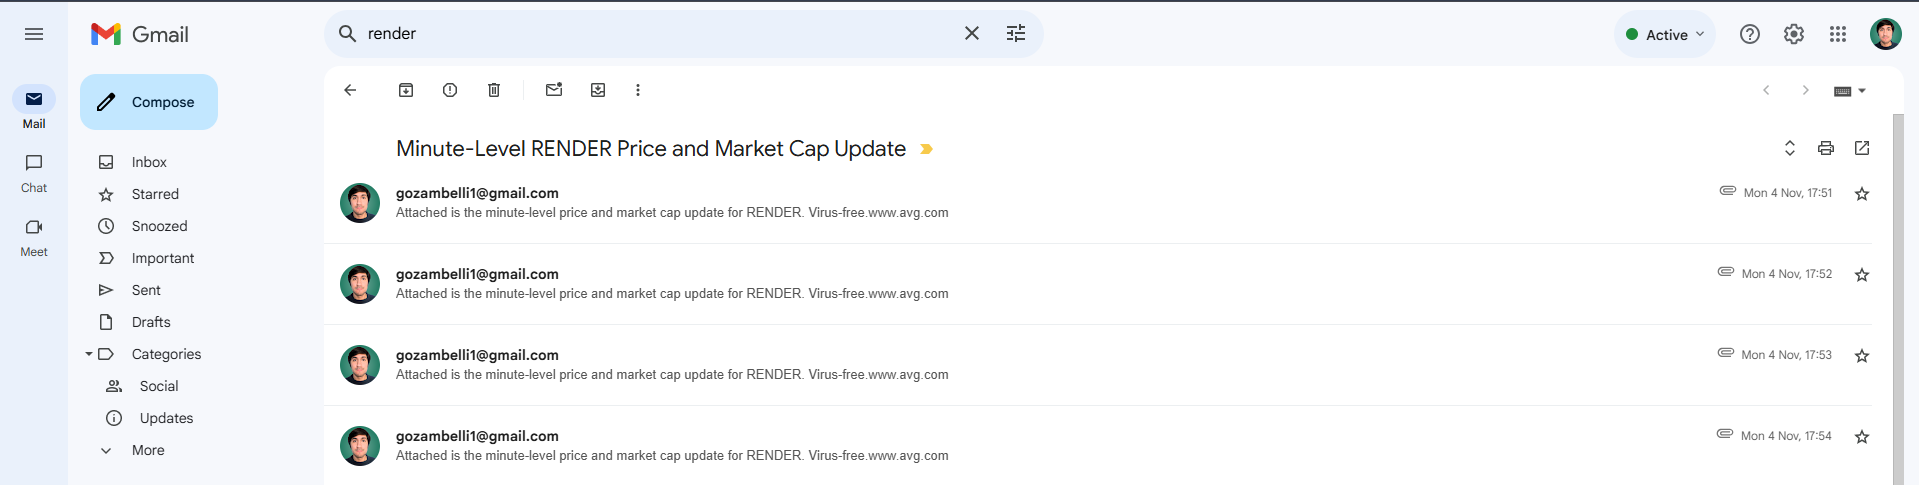 Gmail
render
Active
Compose
Mail
Chat
Meet
Inbox
Starred
Snoozed
Important
Sent
Drafts
Categories
Social
Updates
More
Minute-Level RENDER Price and Market Cap Update
gozambelli1@gmail.com
Mon 4 Nov, 17:51
Attached is the minute-level price and market cap update for RENDER. Virus-free.www.avg.com
gozambelli1@gmail.com
Mon 4 Nov, 17:52
Attached is the minute-level price and market cap update for RENDER. Virus-free.www.avg.com
gozambelli1@gmail.com
Mon 4 Nov, 17:53
Attached is the minute-level price and market cap update for RENDER. Virus-free.www.avg.com
gozambelli1@gmail.com
Mon 4 Nov, 17:54
Attached is the minute-level price and market cap update for RENDER. Virus-free.www.avg.com